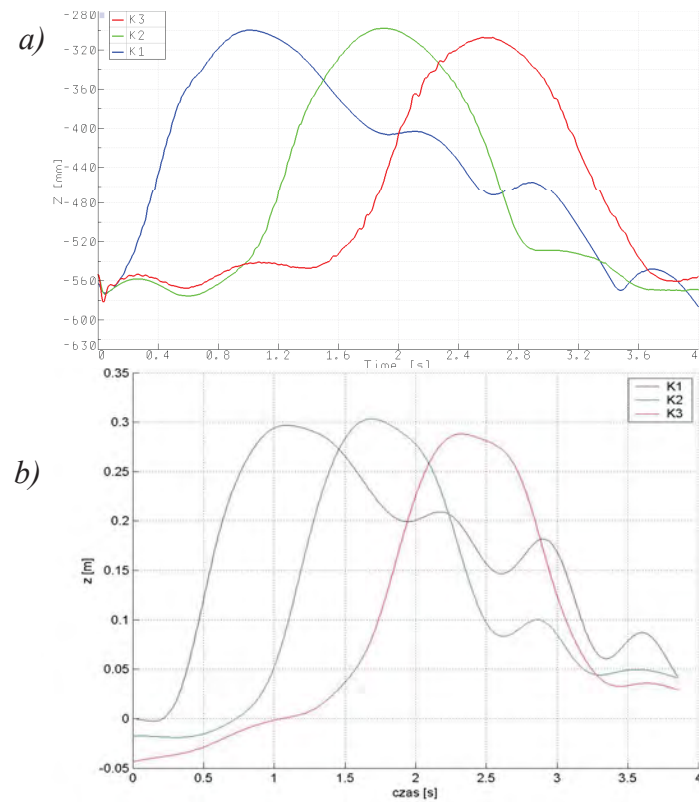 a)
K3
K2
K1
-280
-320
-360
-400
-440
-480
-520
-560
-600
-630
Z [mm]
0 0.4 0.8 1.2 1.6 2 2.4 2.8 3.2 3.6 4
Time [s]
b)
K1
K2
K3
0.35
0.3
0.25
0.2
0.15
0.1
0.05
0
-0.05
z [m]
0 0.5 1 1.5 2 2.5 3 3.5 4
czas [s]